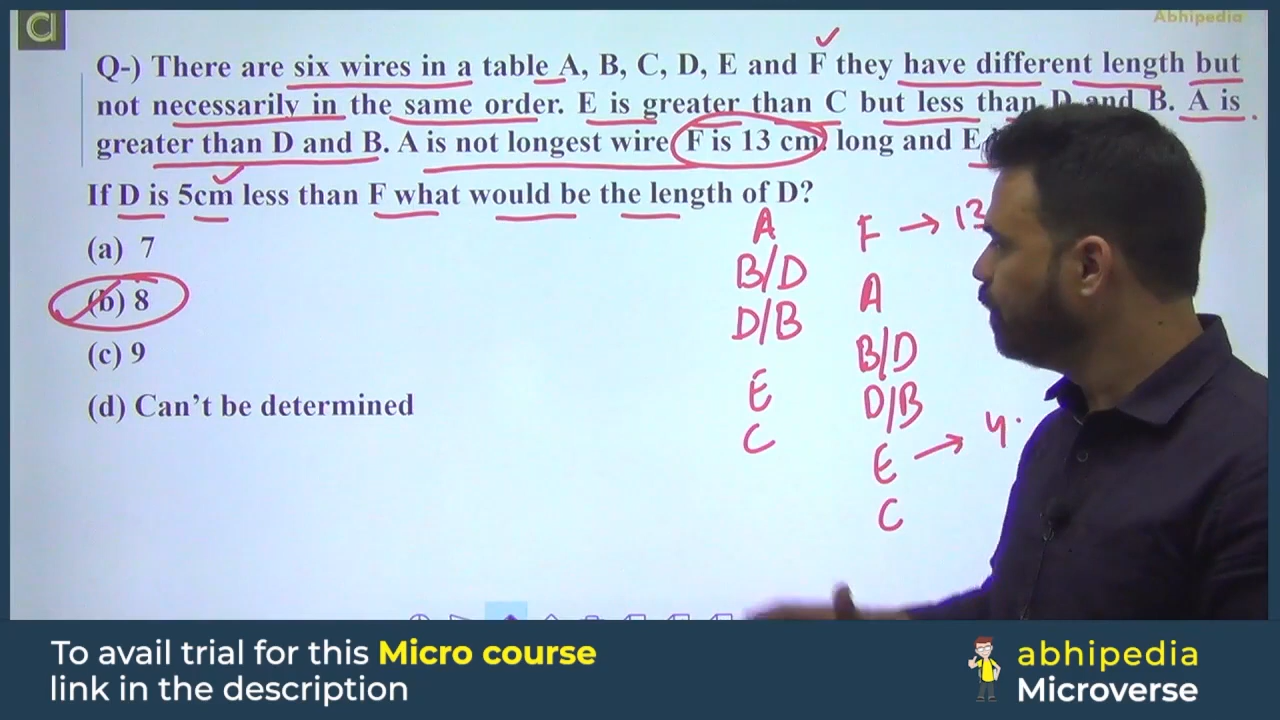 Abhipedia
Q-) There are six wires in a table A, B, C, D, E and F they have different length but
not necessarily in the same order. E is greater than C but less than D and B. A is
greater than D and B. A is not longest wire F is 13 cm. long and E
If D is 5cm less than F what would be the length of D?
(a) 7
(b) 8
(c) 9
(d) Can't be determined
A
B/D
D/B
E
C
F → 13
A
B/D
D/B
E → 4.
C
To avail trial for this Micro course
link in the description
abhipedia
Microverse